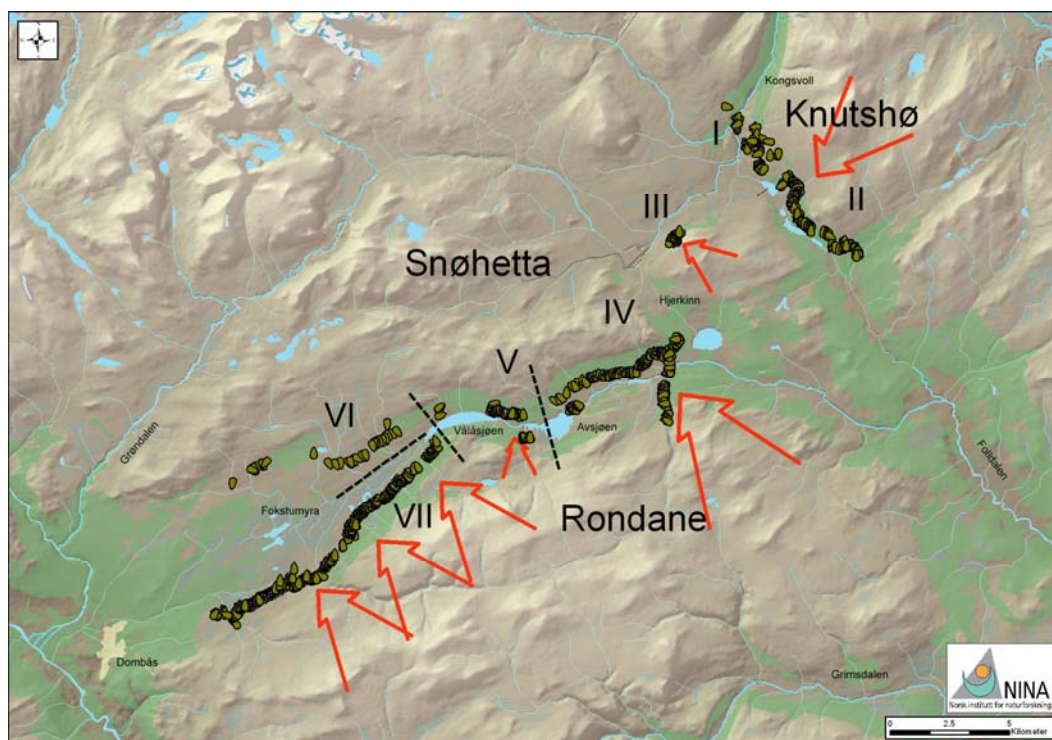 Kongsvoll
Knutshø
I
II
III
Snøhetta
Hjerkinn
IV
V
VI
Vålåsjøen
Avsjøen
Grøndalen
Folldalen
Fokstumyra
VII
Rondane
Dombås
Grimsdalen
NINA
Norsk institutt for naturforskning
0 2.5 5
Kilometer